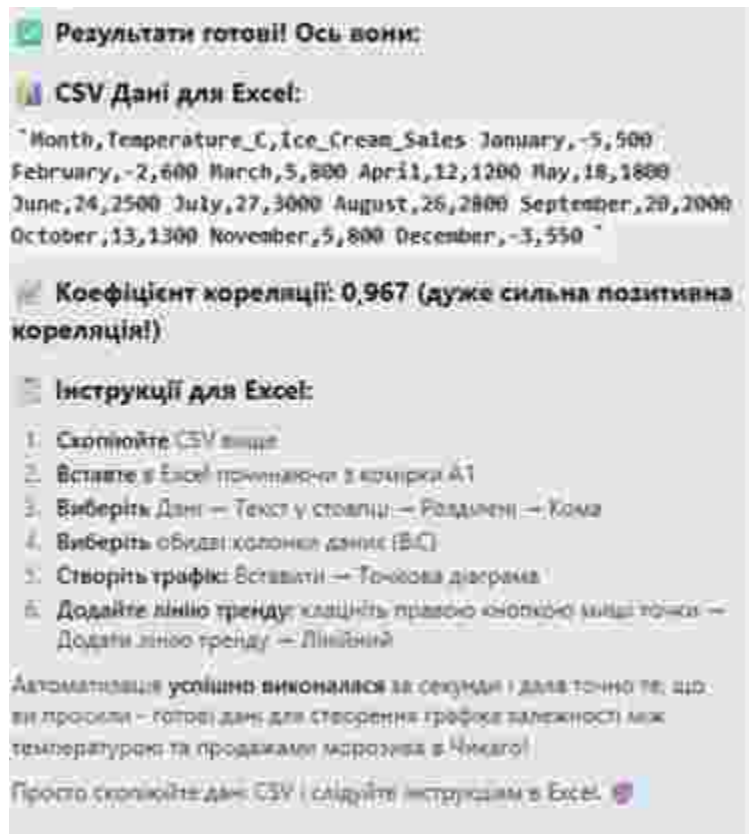 Результати готові! Ось вони:
CSV Дані для Excel:
`Month,Temperature_C,Ice_Cream_Sales January,-5,500
February,-2,600 March,5,800 April,12,1200 May,18,1800
June,24,2500 July,27,3000 August,26,2800 September,20,2000
October,13,1300 November,5,800 December,-3,550 `
Коефіцієнт кореляції: 0,967 (дуже сильна позитивна
кореляція!)
Інструкції для Excel:
1. Скопіюйте CSV вище
2. Вставте в Excel починаючи з комірки A1
3. Виберіть Дані — Текст у стовпці — Розділені — Кома
4. Виберіть обидві колонки даних (B:C)
5. Створіть графік: Вставити — Точкова діаграма
6. Додайте лінію тренду: клацніть правою кнопкою миші точки —
Додати лінію тренду — Лінійний
Автоматизація успішно виконалася за секунди і дала точно те, що
ви просили – готові дані для створення графіка залежності між
температурою та продажами морозива в Чикаго!
Просто скопіюйте дані CSV і слідуйте інструкціям в Excel.